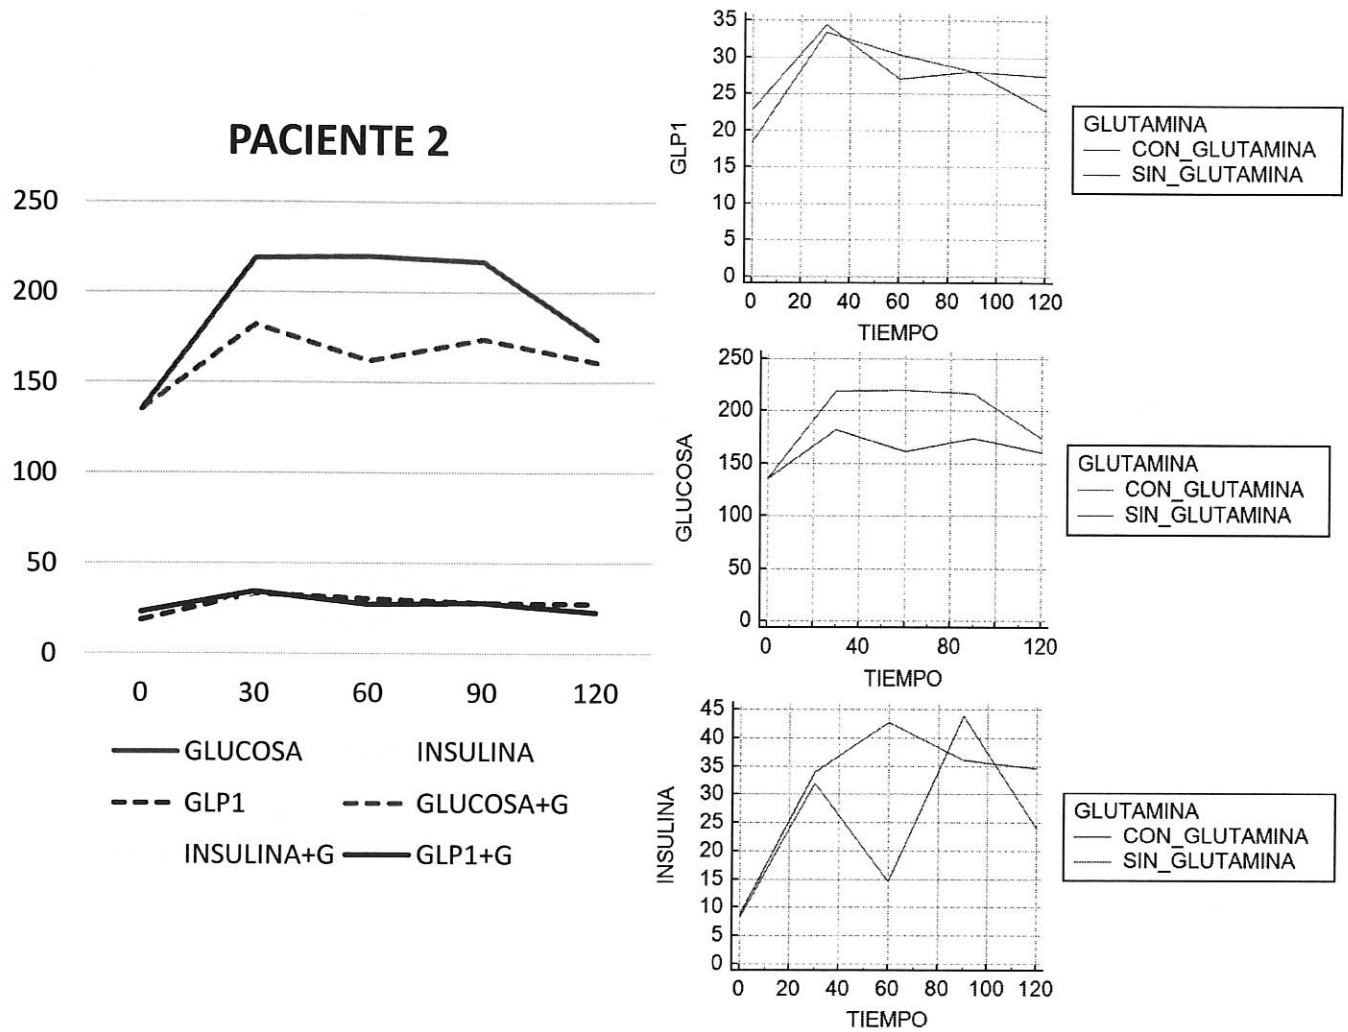 PACIENTE 2
250
200
150
100
50
0
0 30 60 90 120
GLUCOSA INSULINA
GLP1 GLUCOSA+G
INSULINA+G GLP1+G
35
30
25
20
15
10
5
0
GLP1
0 20 40 60 80 100 120
TIEMPO
GLUTAMINA
CON_GLUTAMINA
SIN_GLUTAMINA
250
200
150
100
50
0
GLUCOSA
0 20 40 60 80 120
TIEMPO
GLUTAMINA
CON_GLUTAMINA
SIN_GLUTAMINA
45
40
35
30
25
20
15
10
5
0
INSULINA
0 20 40 60 80 100 120
TIEMPO
GLUTAMINA
CON_GLUTAMINA
SIN_GLUTAMINA